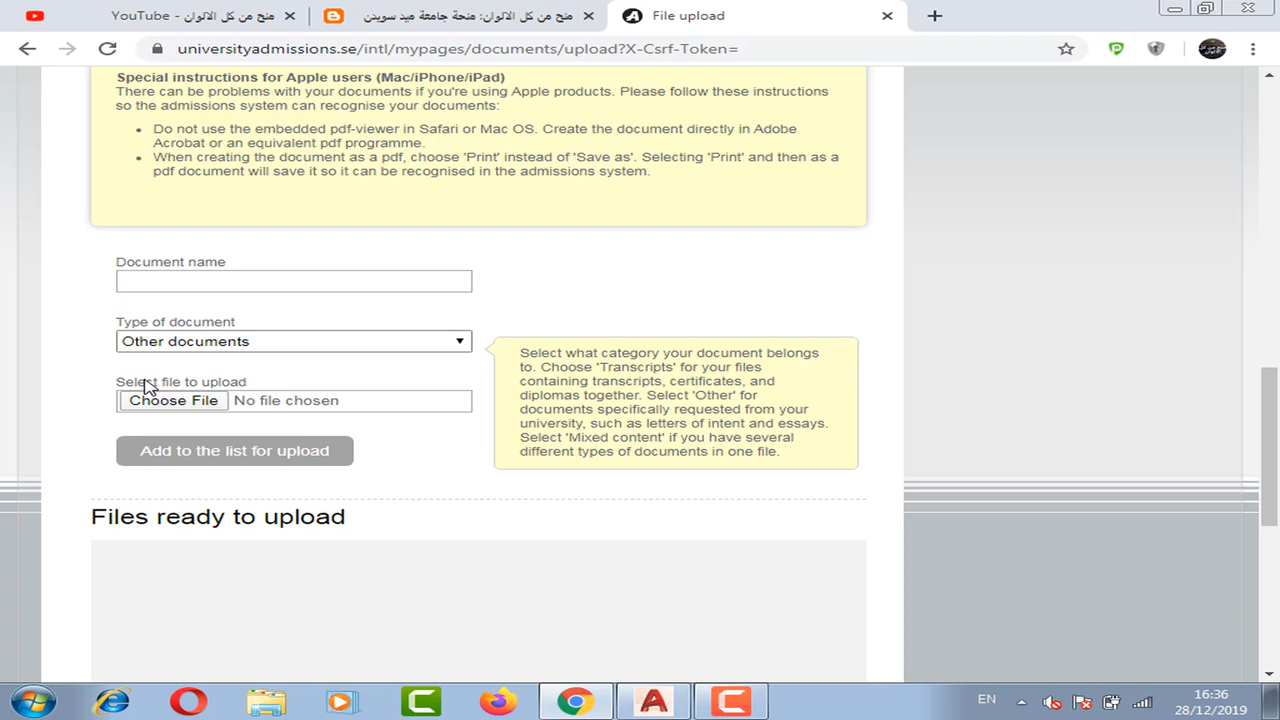 منح من كل الالوان - YouTube
منح من كل الالوان: منحة جامعة ميد سويدن
File upload
universityadmissions.se/intl/mypages/documents/upload?X-Csrf-Token=
Special instructions for Apple users (Mac/iPhone/iPad)
There can be problems with your documents if you're using Apple products. Please follow these instructions
so the admissions system can recognise your documents:
• Do not use the embedded pdf-viewer in Safari or Mac OS. Create the document directly in Adobe
Acrobat or an equivalent pdf programme.
• When creating the document as a pdf, choose 'Print' instead of 'Save as'. Selecting 'Print' and then as a
pdf document will save it so it can be recognised in the admissions system.
Document name
Type of document
Other documents
Select file to upload
Choose File No file chosen
Add to the list for upload
Select what category your document belongs
to. Choose 'Transcripts' for your files
containing transcripts, certificates, and
diplomas together. Select 'Other' for
documents specifically requested from your
university, such as letters of intent and essays.
Select 'Mixed content' if you have several
different types of documents in one file.
Files ready to upload
EN
16:36
28/12/2019